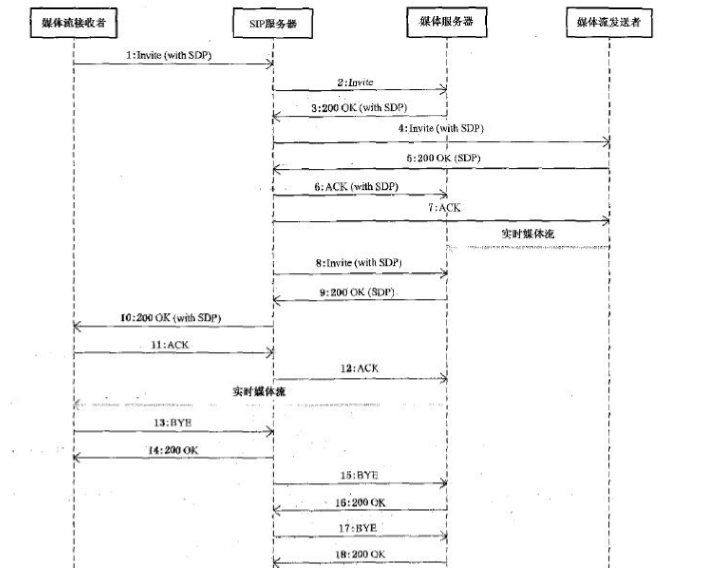 媒体流接收者
SIP服务器
媒体服务器
媒体流发送者
1:Invite (with SDP)
2:Invite
3:200 OK (with SDP)
4:Invite (with SDP)
5:200 OK (SDP)
6:ACK (with SDP)
7:ACK
实时媒体流
8:Invite (with SDP)
9:200 OK (SDP)
10:200 OK (with SDP)
11:ACK
12:ACK
实时媒体流
13:BYE
14:200 OK
15:BYE
16:200 OK
17:BYE
18:200 OK